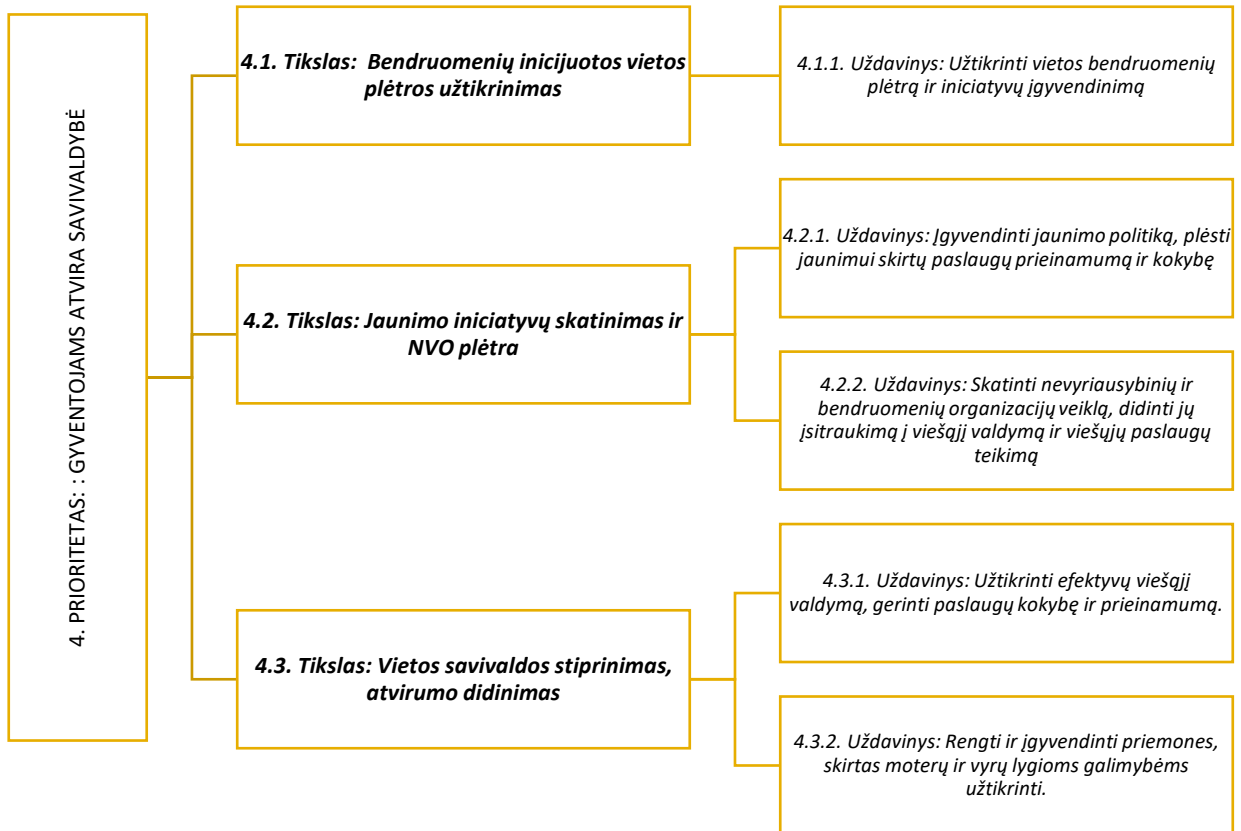 4. PRIORITETAS: : GYVENTOJAMS ATVIRA SAVIVALDYBĖ
4.1. Tikslas:  Bendruomenių inicijuotos vietos
plėtros užtikrinimas
4.1.1. Uždavinys: Užtikrinti vietos bendruomenių
plėtrą ir iniciatyvų įgyvendinimą
4.2. Tikslas: Jaunimo iniciatyvų skatinimas ir
NVO plėtra
4.2.1. Uždavinys: Įgyvendinti jaunimo politiką, plėsti
jaunimui skirtų paslaugų prieinamumą ir kokybę
4.2.2. Uždavinys: Skatinti nevyriausybinių ir
bendruomenių organizacijų veiklą, didinti jų
įsitraukimą į viešąjį valdymą ir viešųjų paslaugų
teikimą
4.3. Tikslas: Vietos savivaldos stiprinimas,
atvirumo didinimas
4.3.1. Uždavinys: Užtikrinti efektyvų viešąjį
valdymą, gerinti paslaugų kokybę ir prieinamumą.
4.3.2. Uždavinys: Rengti ir įgyvendinti priemones,
skirtas moterų ir vyrų lygioms galimybėms
užtikrinti.